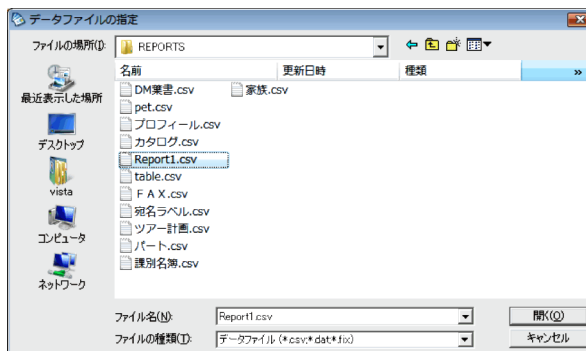 データファイルの指定
ファイルの場所(I):
REPORTS
名前 更新日時 種類 »
最近表示した場所
デスクトップ
vista
コンピュータ
ネットワーク
DM葉書.csv
pet.csv
プロフィール.csv
カタログ.csv
Report1.csv
table.csv
ＦＡＸ.csv
宛名ラベル.csv
ツアー計画.csv
パート.csv
課別名簿.csv
家族.csv
ファイル名(N): Report1.csv 開く(O)
ファイルの種類(T): データファイル (*.csv;*.dat;*.fix) キャンセル